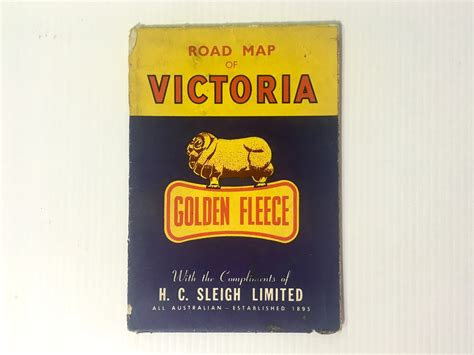 ROAD MAP
OF
VICTORIA
GOLDEN FLEECE
With the Compliments of
H. C. SLEIGH LIMITED
ALL AUSTRALIAN - ESTABLISHED 1895